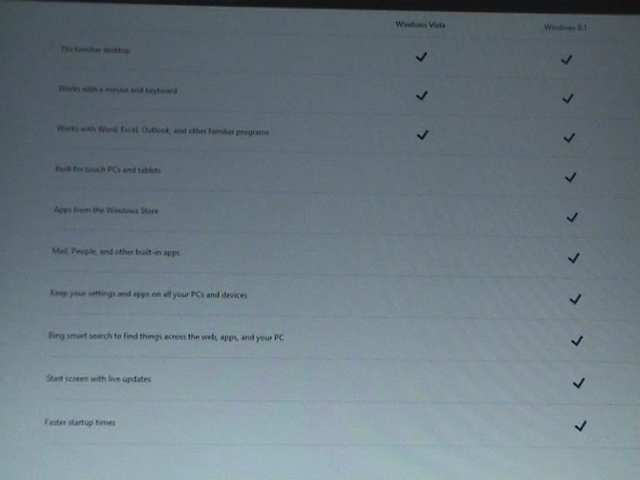 Windows Vista Windows 8.1
The familiar desktop ✓ ✓
Works with a mouse and keyboard ✓ ✓
Works with Word, Excel, Outlook, and other familiar programs ✓ ✓
Built for touch PCs and tablets ✓
Apps from the Windows Store ✓
Mail, People, and other built-in apps ✓
Keep your settings and apps on all your PCs and devices ✓
Bing smart search to find things across the web, apps, and your PC ✓
Start screen with live updates ✓
Faster startup times ✓